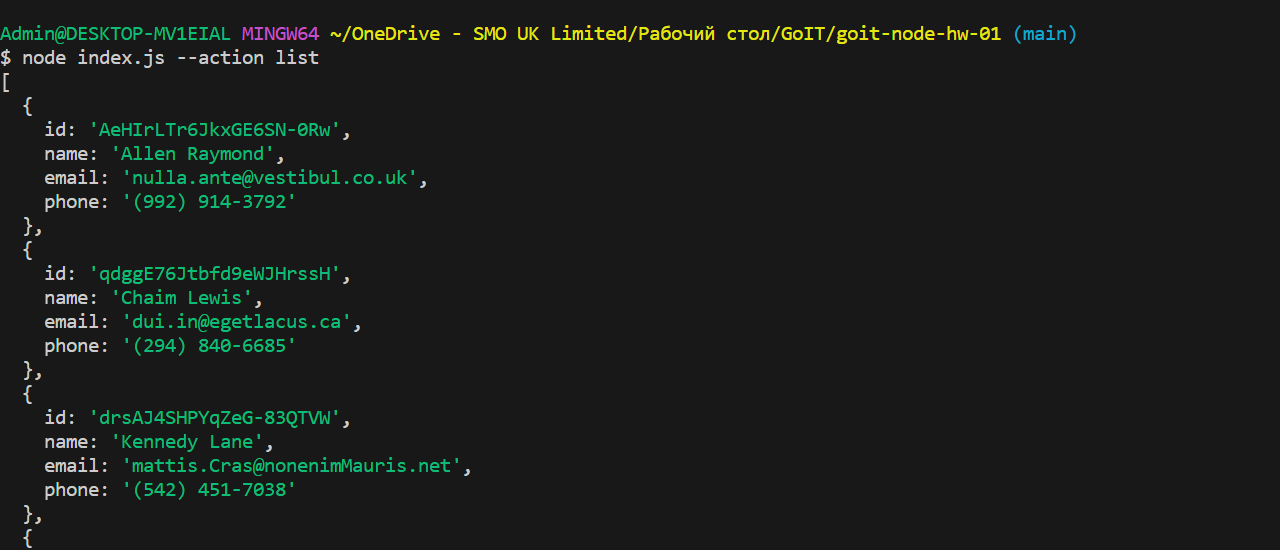 Admin@DESKTOP-MV1EIAL MINGW64 ~/OneDrive - SMO UK Limited/Рабочий стол/GoIT/goit-node-hw-01 (main)
$ node index.js --action list
[
  {
    id: 'AeHIrLTr6JkxGE6SN-0Rw',
    name: 'Allen Raymond',
    email: 'nulla.ante@vestibul.co.uk',
    phone: '(992) 914-3792'
  },
  {
    id: 'qdggE76Jtbfd9eWJHrssH',
    name: 'Chaim Lewis',
    email: 'dui.in@egetlacus.ca',
    phone: '(294) 840-6685'
  },
  {
    id: 'drsAJ4SHPYqZeG-83QTVW',
    name: 'Kennedy Lane',
    email: 'mattis.Cras@nonenimMauris.net',
    phone: '(542) 451-7038'
  },
  {